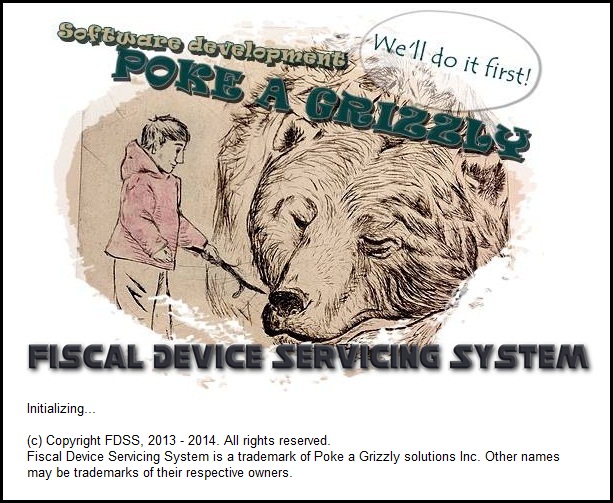 Software development
POKE A GRIZZLY
We'll do it first!
FISCAL DEVICE SERVICING SYSTEM
Initializing...
(c) Copyright FDSS, 2013 - 2014. All rights reserved.
Fiscal Device Servicing System is a trademark of Poke a Grizzly solutions Inc. Other names
may be trademarks of their respective owners.